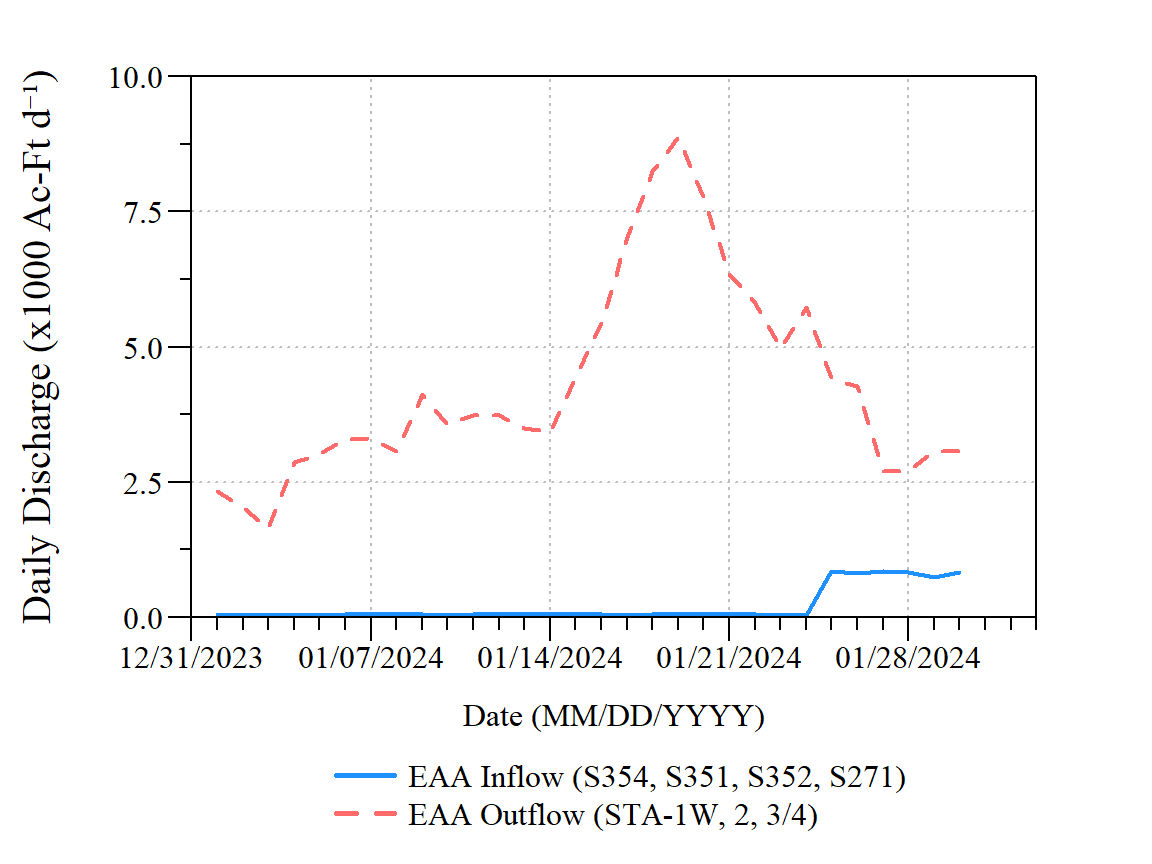 Daily Discharge (x1000 Ac-Ft d⁻¹)
10.0
7.5
5.0
2.5
0.0
12/31/2023 01/07/2024 01/14/2024 01/21/2024 01/28/2024
Date (MM/DD/YYYY)
EAA Inflow (S354, S351, S352, S271)
EAA Outflow (STA-1W, 2, 3/4)